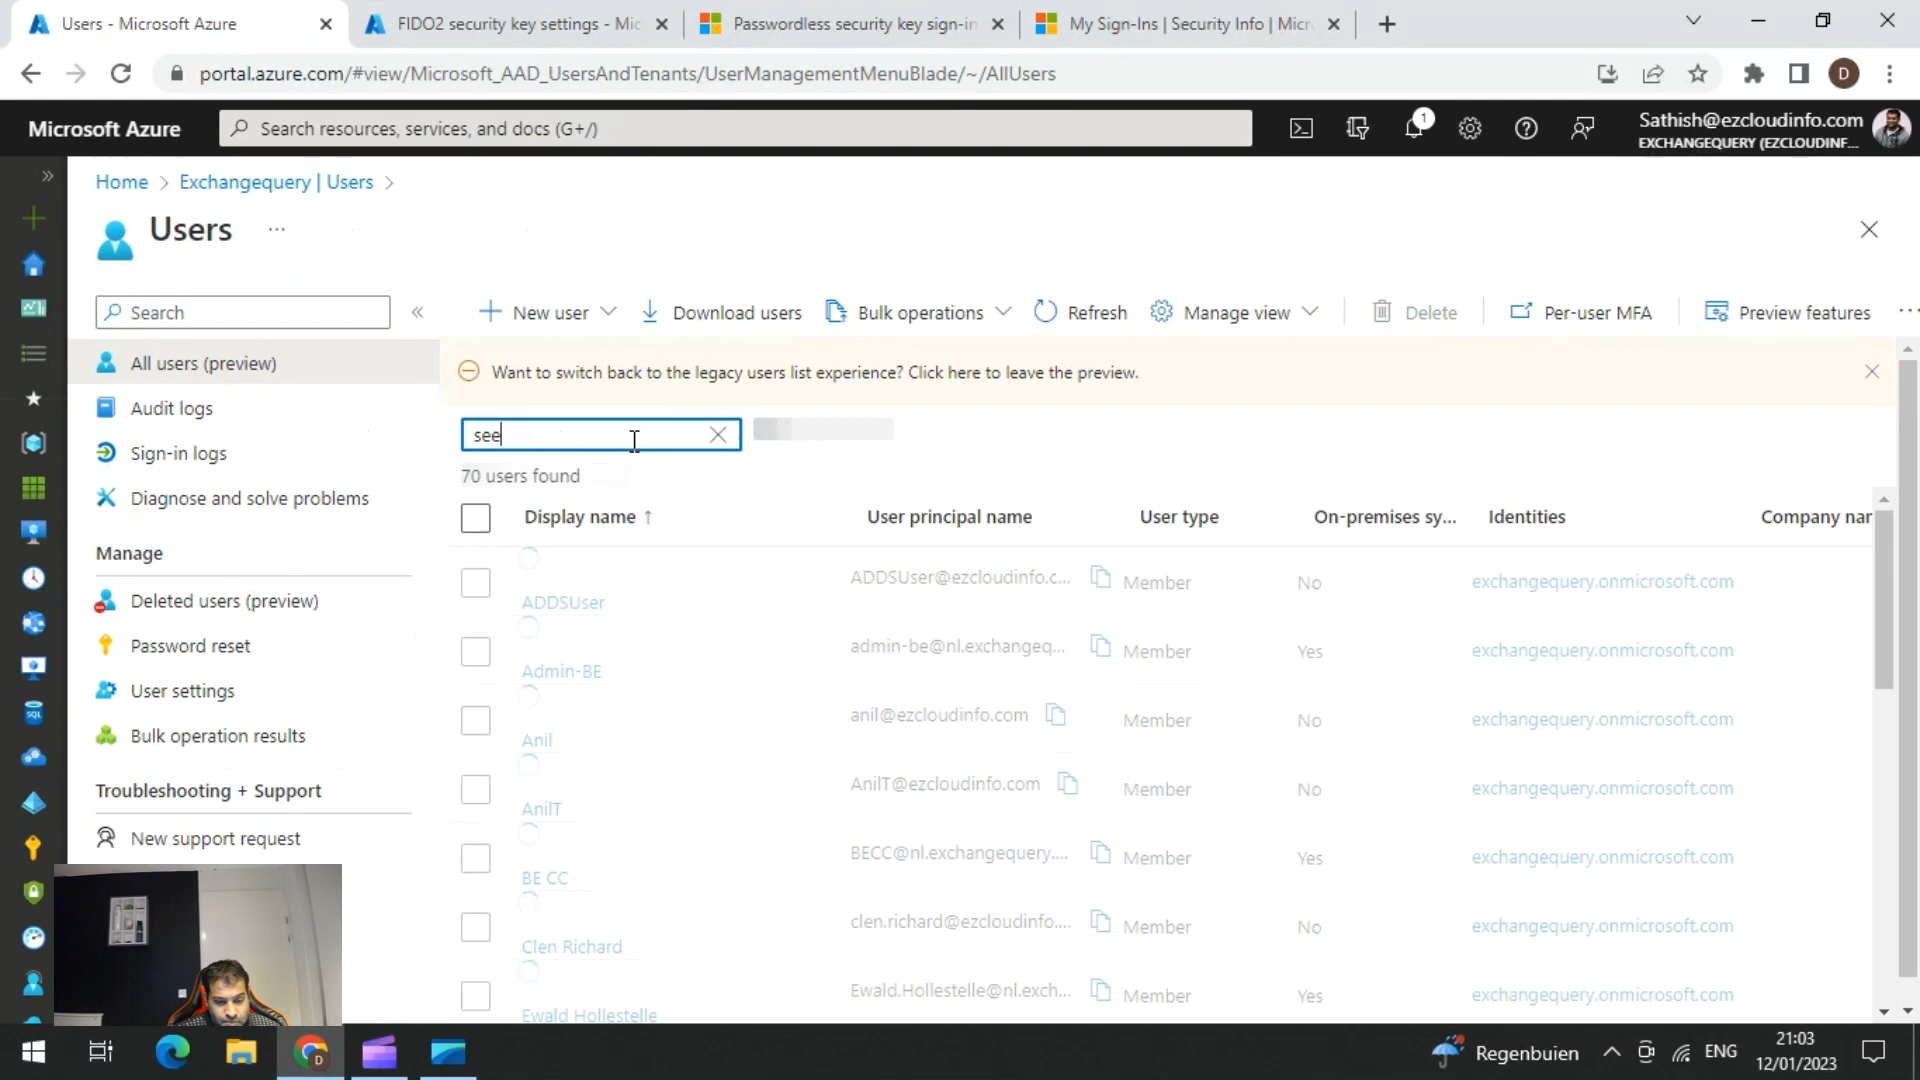 Users - Microsoft Azure
FIDO2 security key settings - Mic
Passwordless security key sign-in
My Sign-Ins | Security Info | Micro
portal.azure.com/#view/Microsoft_AAD_UsersAndTenants/UserManagementMenuBlade/~/AllUsers
D
Microsoft Azure
Search resources, services, and docs (G+/)
1
Sathish@ezcloudinfo.com
EXCHANGEQUERY (EZCLOUDINF...
Home > Exchangequery | Users >
Users ...
Search
New user
Download users
Bulk operations
Refresh
Manage view
Delete
Per-user MFA
Preview features
All users (preview)
Audit logs
Sign-in logs
Diagnose and solve problems
Manage
Deleted users (preview)
Password reset
User settings
Bulk operation results
Troubleshooting + Support
New support request
Want to switch back to the legacy users list experience? Click here to leave the preview.
see
70 users found
Display name ↑ User principal name User type On-premises sy... Identities Company nar
ADDSUser ADDSUser@ezcloudinfo.c... Member No exchangequery.onmicrosoft.com
Admin-BE admin-be@nl.exchangeq... Member Yes exchangequery.onmicrosoft.com
Anil anil@ezcloudinfo.com Member No exchangequery.onmicrosoft.com
AnilT AnilT@ezcloudinfo.com Member No exchangequery.onmicrosoft.com
BE CC BECC@nl.exchangequery.... Member Yes exchangequery.onmicrosoft.com
Clen Richard clen.richard@ezcloudinfo.... Member No exchangequery.onmicrosoft.com
Ewald Hollestelle Ewald.Hollestelle@nl.exch... Member Yes exchangequery.onmicrosoft.com
SQL
D
Regenbuien
ENG
21:03
12/01/2023